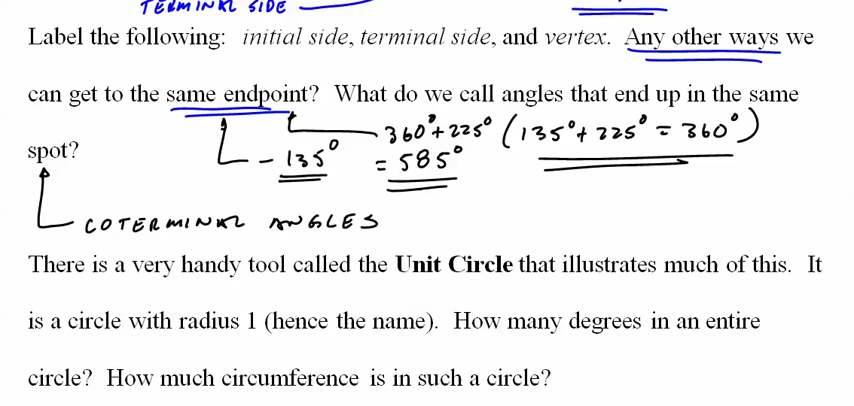 TERMINAL SIDE
Label the following: initial side, terminal side, and vertex. Any other ways we
can get to the same endpoint? What do we call angles that end up in the same
360°+225° (135°+225° = 360°)
spot?
-135°
= 585°
COTERMINAL ANGLES
There is a very handy tool called the Unit Circle that illustrates much of this. It
is a circle with radius 1 (hence the name). How many degrees in an entire
circle? How much circumference is in such a circle?